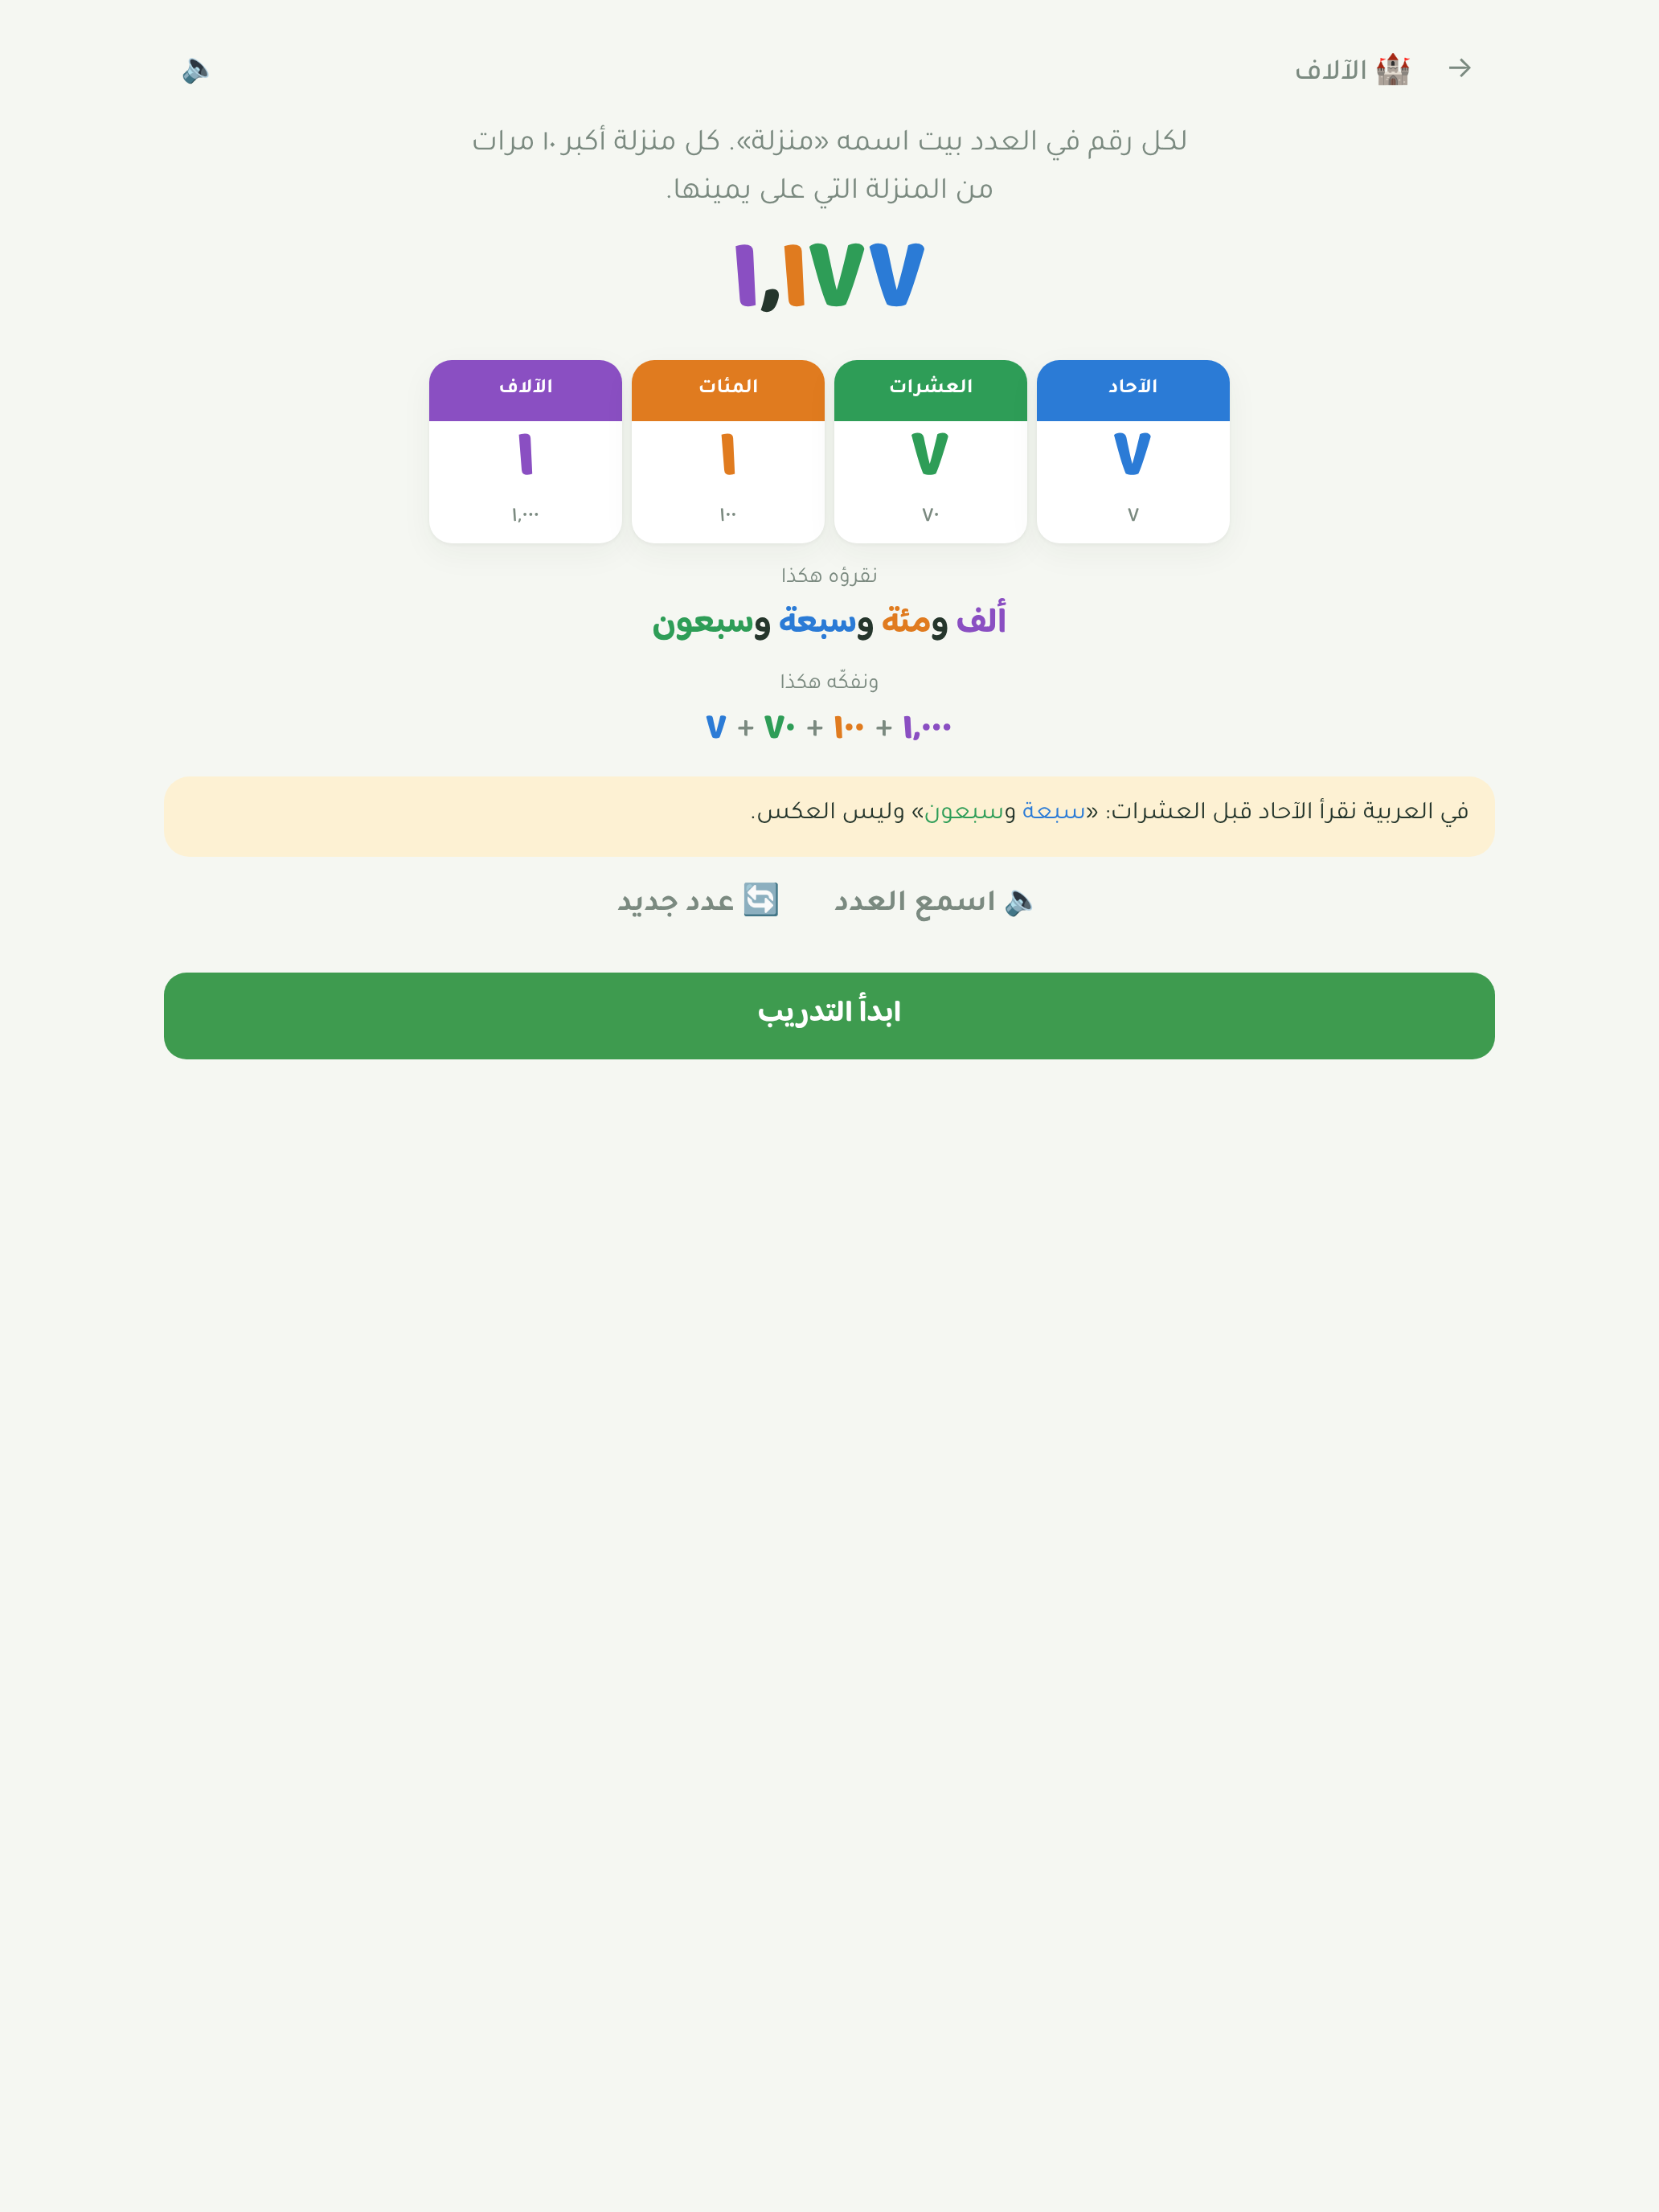 🏰 الآلاف
لكل رقم في العدد بيت اسمه «منزلة». كل منزلة أكبر ١٠ مرات
من المنزلة التي على يمينها.
١,١٧٧
الآحاد العشرات المئات الآلاف
٧ ٧ ١ ١
٧ ٧٠ ١٠٠ ١,٠٠٠
نقرؤه هكذا
ألف ومئة وسبعة وسبعون
ونفكّه هكذا
١,٠٠٠ + ١٠٠ + ٧٠ + ٧
في العربية نقرأ الآحاد قبل العشرات: «سبعة وسبعون» وليس العكس.
🔈 اسمع العدد 🔄 عدد جديد
ابدأ التدريب